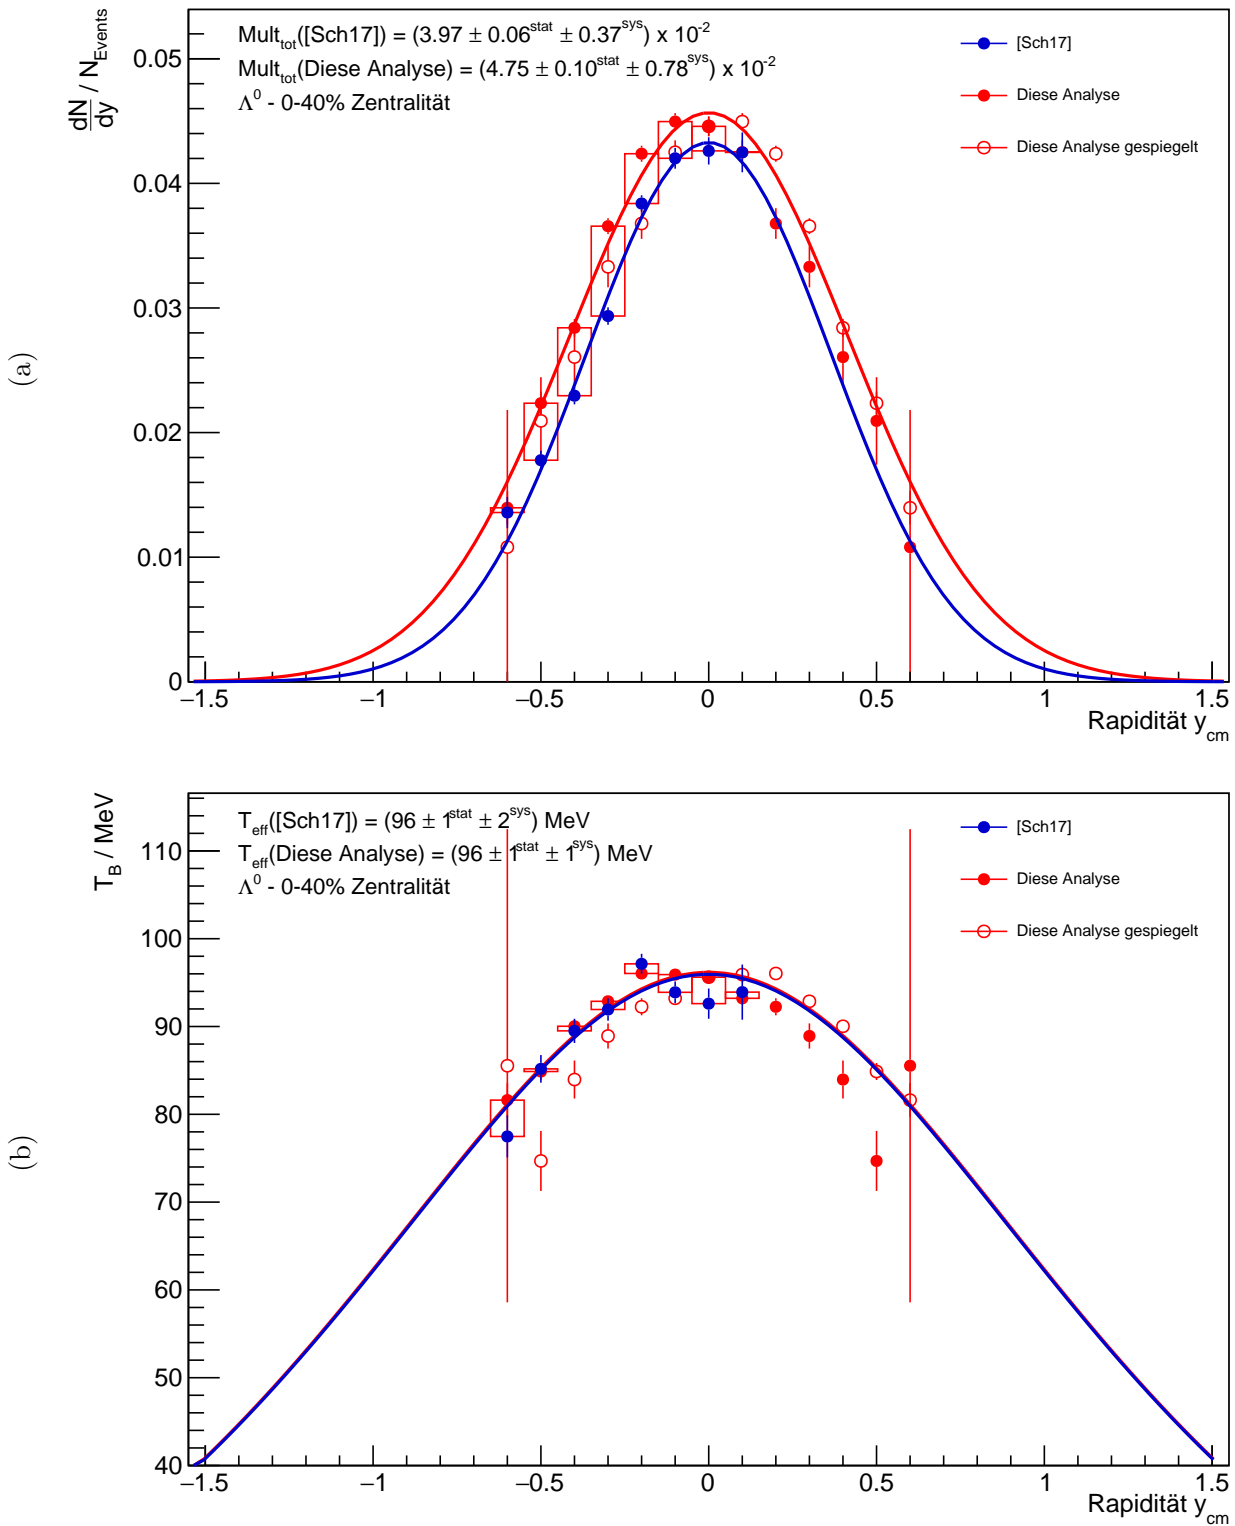 (a)
dN
dy / N_Events
Mult_tot([Sch17]) = (3.97 ± 0.06^stat ± 0.37^sys) x 10^-2
Mult_tot(Diese Analyse) = (4.75 ± 0.10^stat ± 0.78^sys) x 10^-2
Λ^0 - 0-40% Zentralität
[Sch17]
Diese Analyse
Diese Analyse gespiegelt
0.05
0.04
0.03
0.02
0.01
0
−1.5 −1 −0.5 0 0.5 1 1.5
Rapidität y_cm
(b)
T_B / MeV
T_eff([Sch17]) = (96 ± 1^stat ± 2^sys) MeV
T_eff(Diese Analyse) = (96 ± 1^stat ± 1^sys) MeV
Λ^0 - 0-40% Zentralität
[Sch17]
Diese Analyse
Diese Analyse gespiegelt
110
100
90
80
70
60
50
40
−1.5 −1 −0.5 0 0.5 1 1.5
Rapidität y_cm